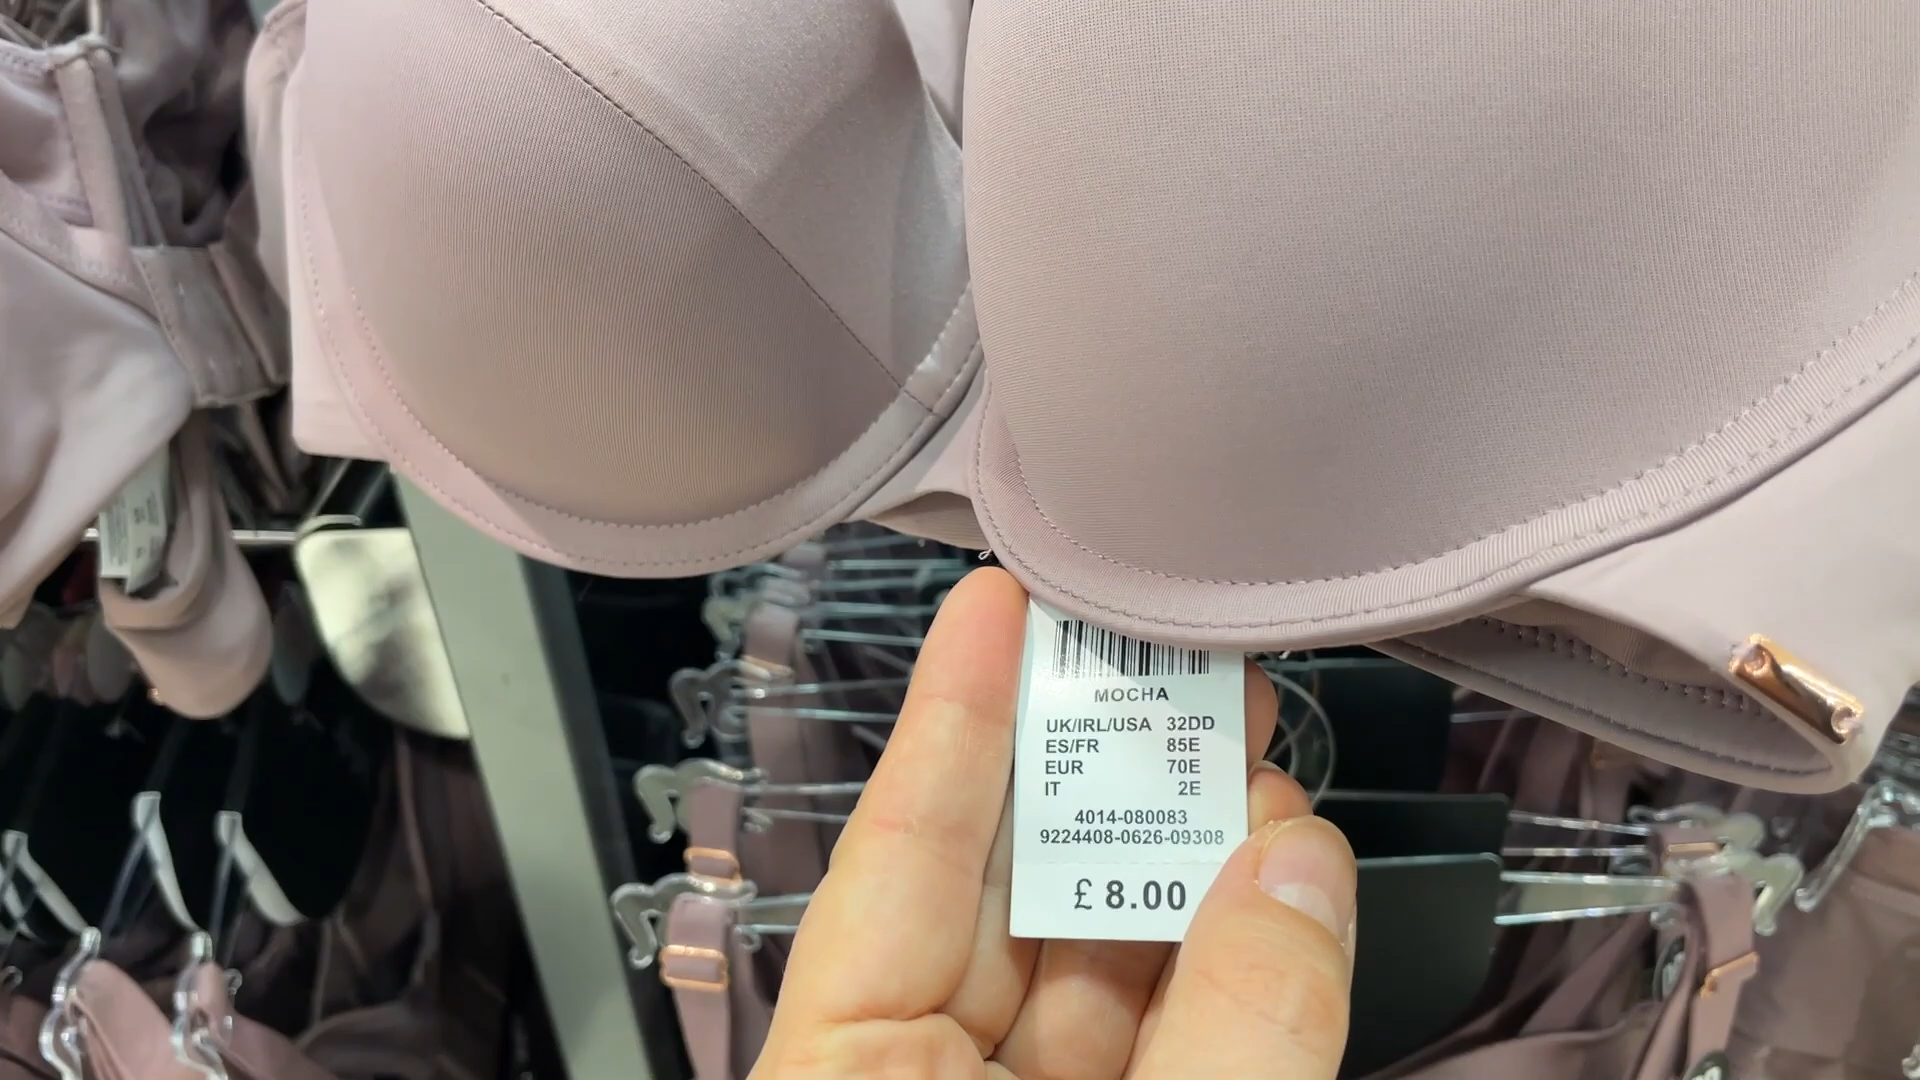 MOCHA
UK/IRL/USA 32DD
ES/FR 85E
EUR 70E
IT 2E
4014-080083
9224408-0626-09308
£8.00